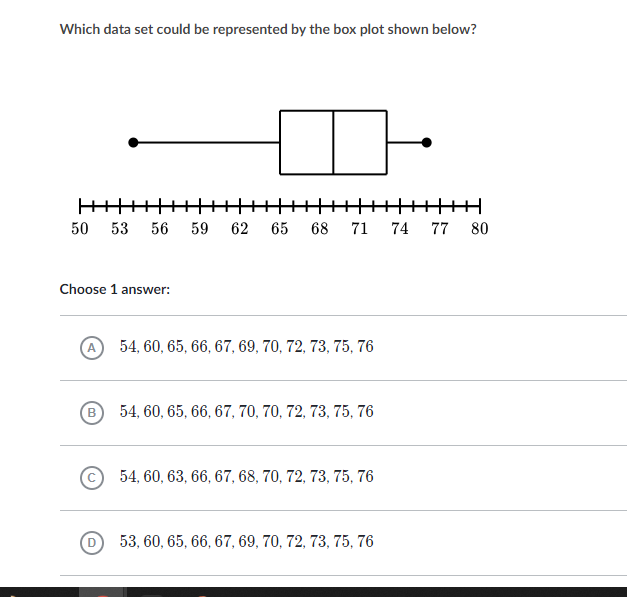 Which data set could be represented by the box plot shown below?
50 53 56 59 62 65 68 71 74 77 80
Choose 1 answer:
A 54, 60, 65, 66, 67, 69, 70, 72, 73, 75, 76
B 54, 60, 65, 66, 67, 70, 70, 72, 73, 75, 76
C 54, 60, 63, 66, 67, 68, 70, 72, 73, 75, 76
D 53, 60, 65, 66, 67, 69, 70, 72, 73, 75, 76